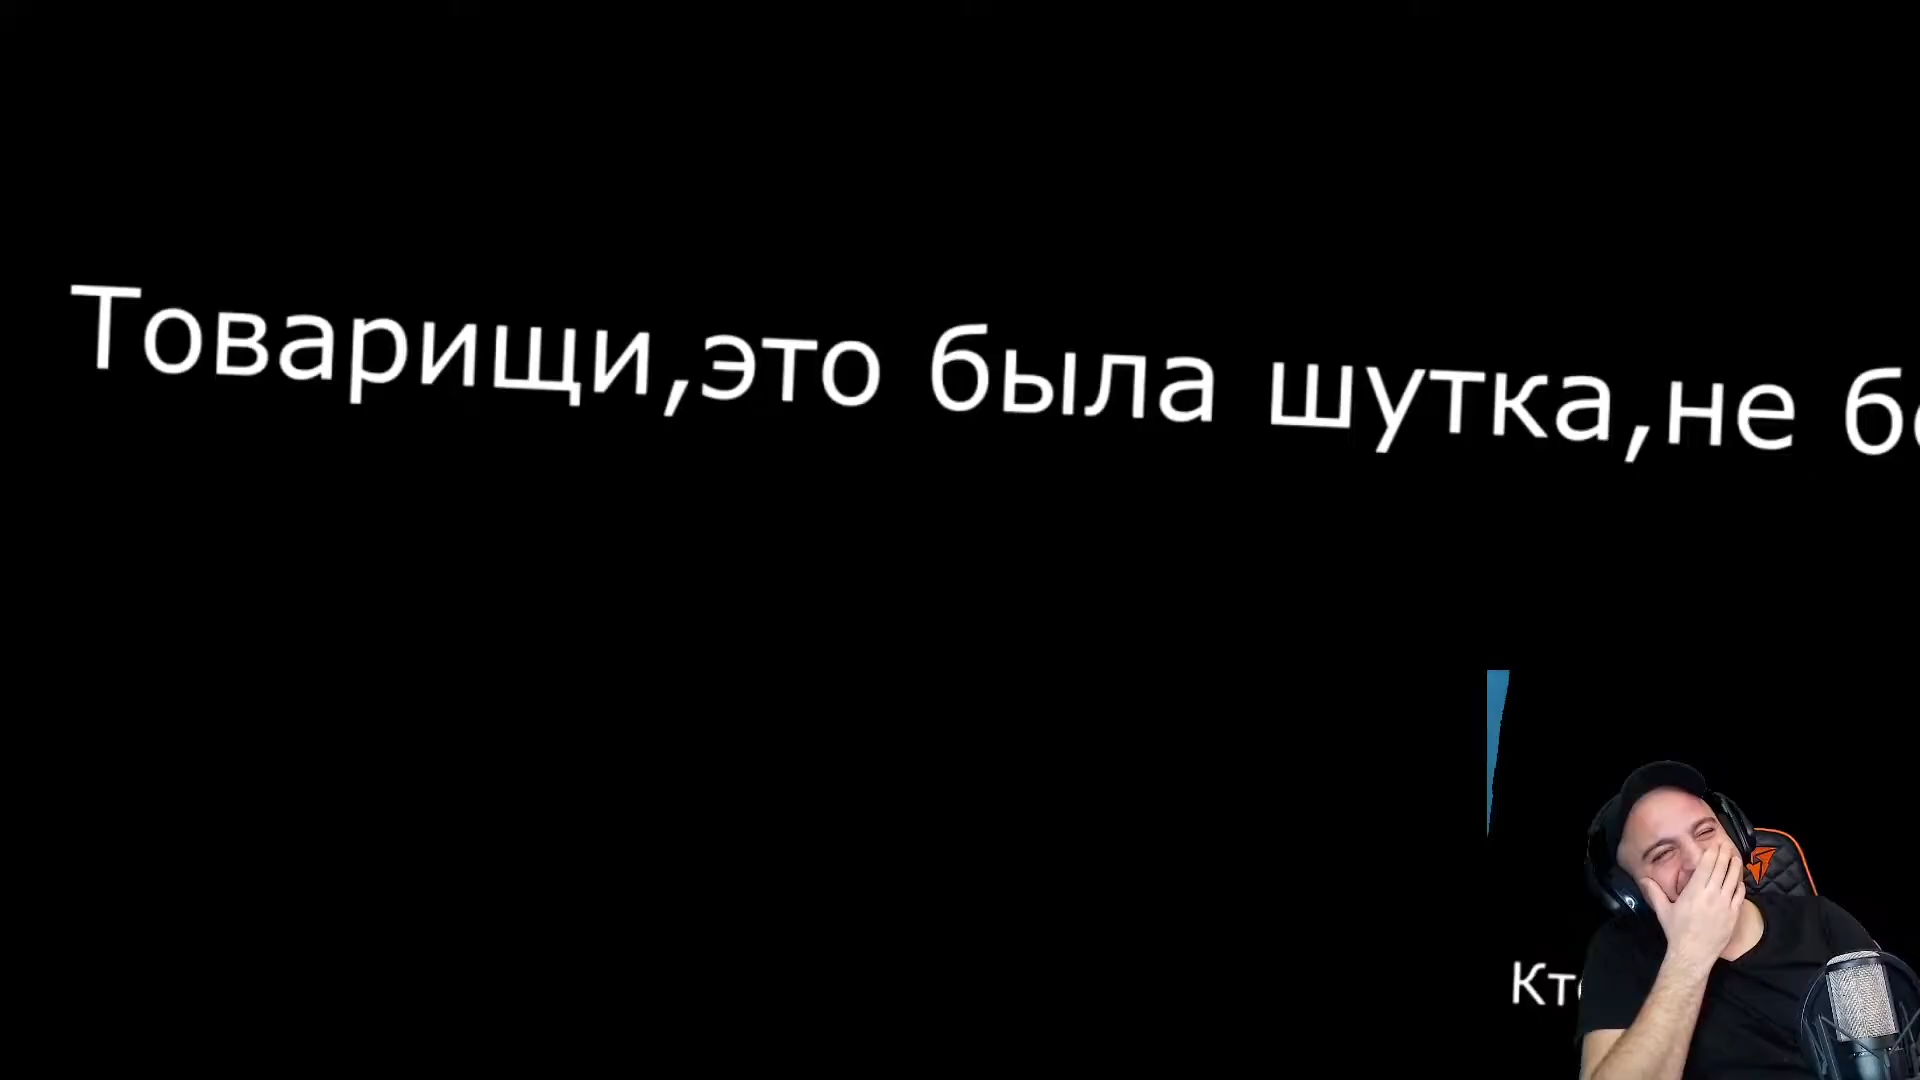 Товарищи,это была шутка,не